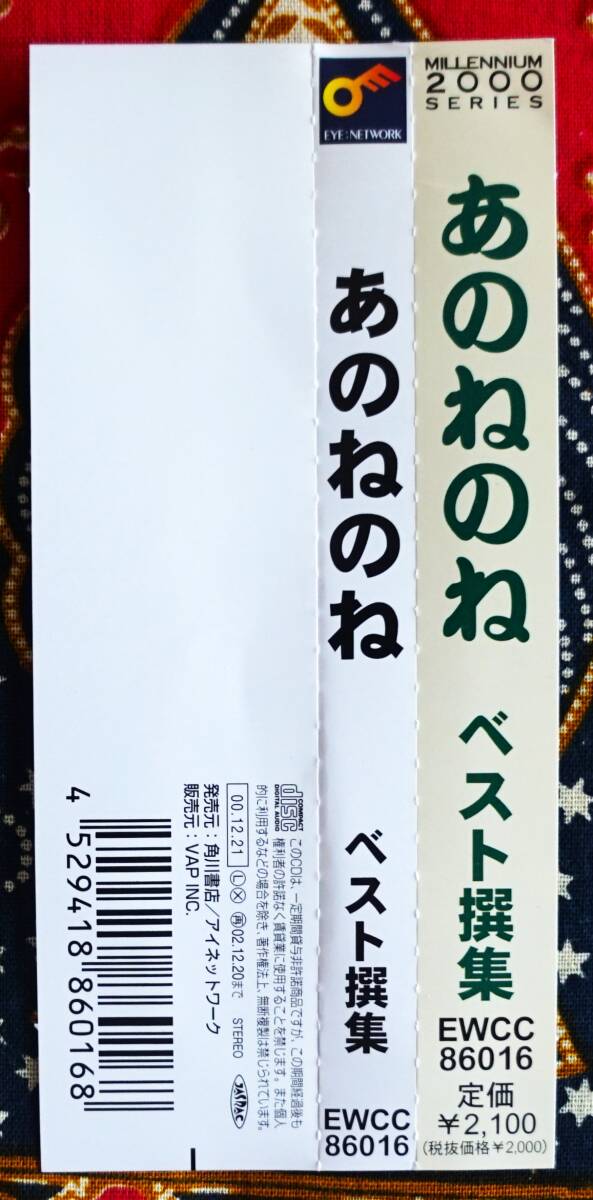 MILLENNIUM
2000
SERIES
あのねのね
ベスト撰集
EWCC
86016
定価
¥2,100
(税抜価格¥2,000)
EYE:NETWORK
あのねのね
ベスト撰集
EWCC
86016
COMPACT
disc
DIGITAL AUDIO
このCDは、一定期間貸与非許諾商品ですが、この期間経過後も
権利者の許諾なく賃貸業に使用することを禁じます。また個人
的に利用するなどの場合を除き、著作権法上、無断複製は禁じられています。
00.12.21 Ⓛ Ⓧ ㊣02.12.20まで STEREO JASRAC
発売元：角川書店／アイネットワーク
販売元：VAP INC.
4 529418 860168